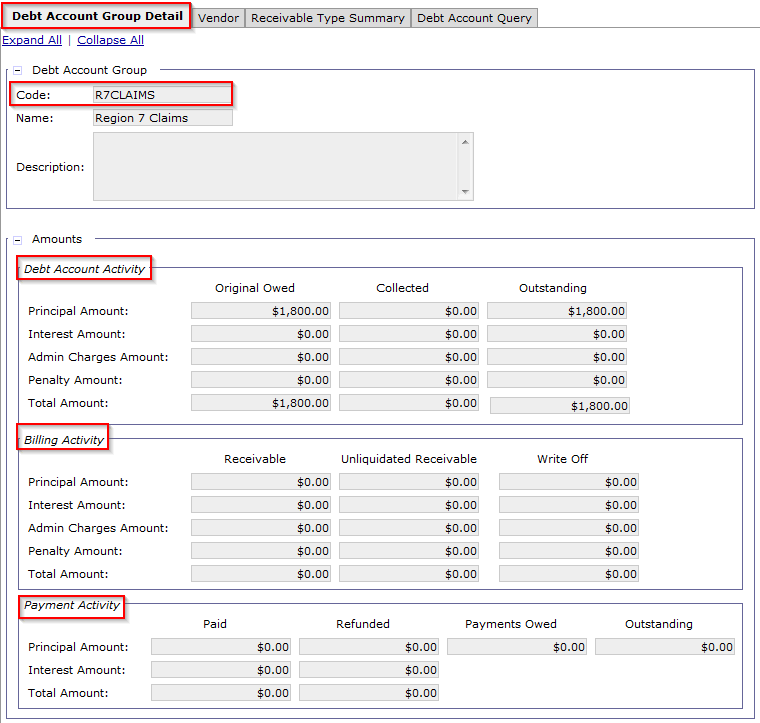 Debt Account Group Detail Vendor Receivable Type Summary Debt Account Query
Expand All | Collapse All
Debt Account Group
Code: R7CLAIMS
Name: Region 7 Claims
Description:
Amounts
Debt Account Activity
Original Owed Collected Outstanding
Principal Amount: $1,800.00 $0.00 $1,800.00
Interest Amount: $0.00 $0.00 $0.00
Admin Charges Amount: $0.00 $0.00 $0.00
Penalty Amount: $0.00 $0.00 $0.00
Total Amount: $1,800.00 $0.00 $1,800.00
Billing Activity
Receivable Unliquidated Receivable Write Off
Principal Amount: $0.00 $0.00 $0.00
Interest Amount: $0.00 $0.00 $0.00
Admin Charges Amount: $0.00 $0.00 $0.00
Penalty Amount: $0.00 $0.00 $0.00
Total Amount: $0.00 $0.00 $0.00
Payment Activity
Paid Refunded Payments Owed Outstanding
Principal Amount: $0.00 $0.00 $0.00 $0.00
Interest Amount: $0.00 $0.00
Total Amount: $0.00 $0.00